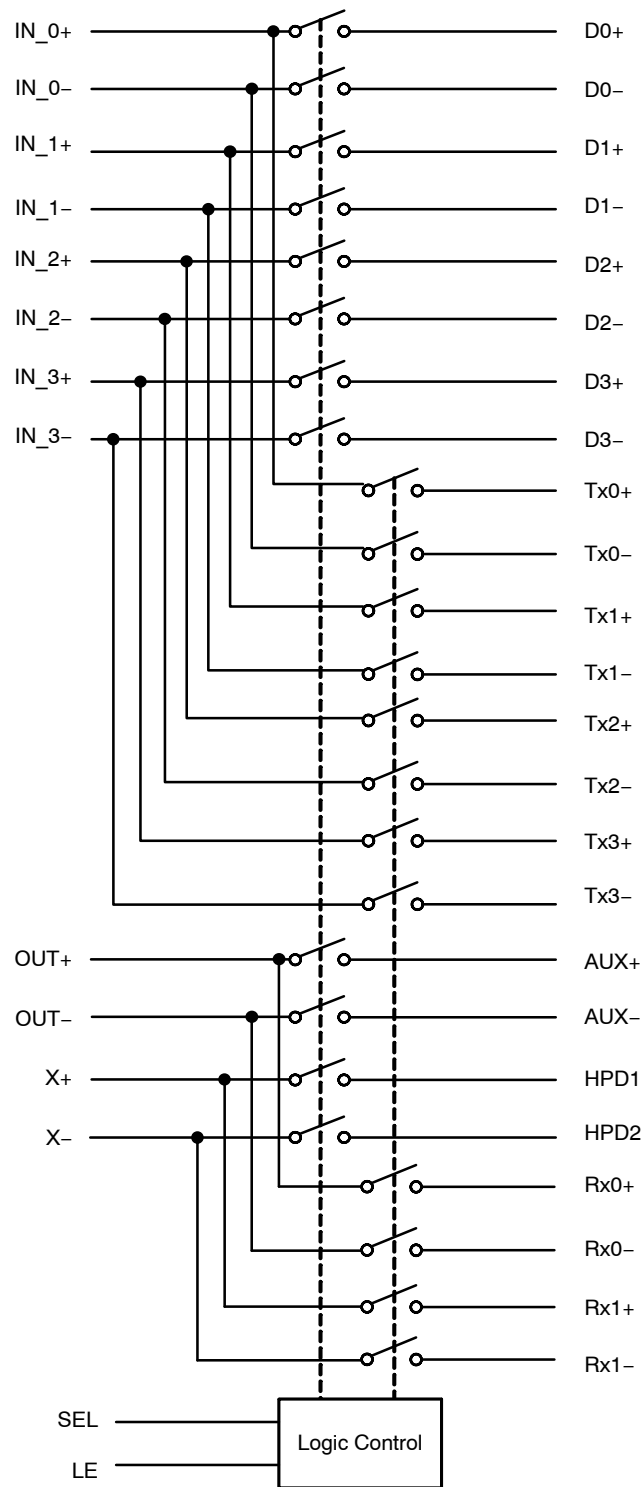 IN_0+ D0+
IN_0− D0−
IN_1+ D1+
IN_1− D1−
IN_2+ D2+
IN_2− D2−
IN_3+ D3+
IN_3− D3−
Tx0+
Tx0−
Tx1+
Tx1−
Tx2+
Tx2−
Tx3+
Tx3−
OUT+ AUX+
OUT− AUX−
X+ HPD1
X− HPD2
Rx0+
Rx0−
Rx1+
Rx1−
SEL
Logic Control
LE